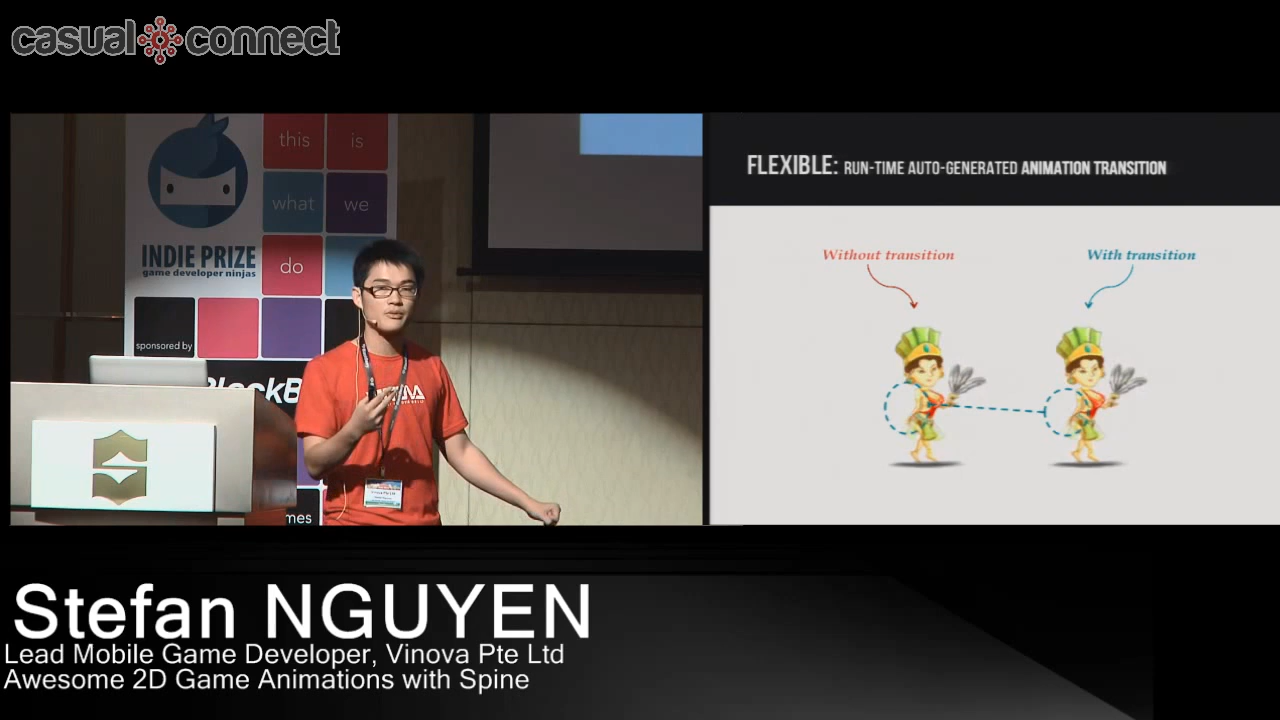 casual connect
this is
what we
do
INDIE PRIZE
game developer ninjas
sponsored by
BlackB
mes
FLEXIBLE: RUN-TIME AUTO-GENERATED ANIMATION TRANSITION
Without transition
With transition
Stefan NGUYEN
Lead Mobile Game Developer, Vinova Pte Ltd
Awesome 2D Game Animations with Spine